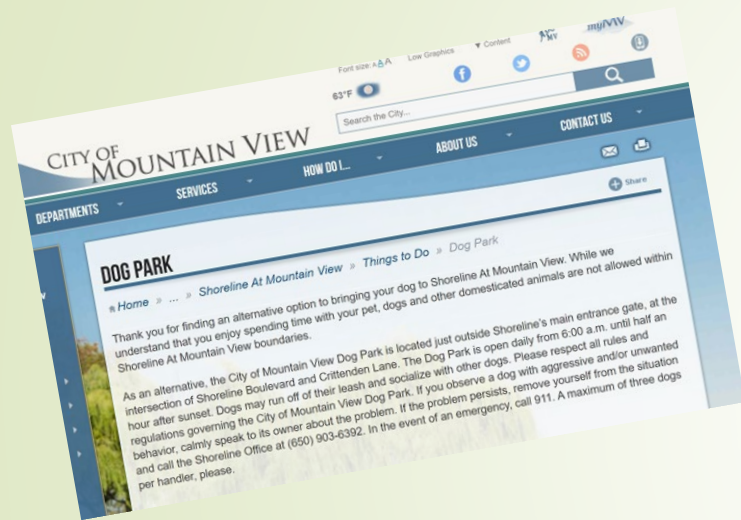 Font size: A A A
Low Graphics
▼ Content
myMV
63°F
Search the City...
CITY OF
MOUNTAIN VIEW
DEPARTMENTS
SERVICES
HOW DO I...
ABOUT US
CONTACT US
Share
DOG PARK
Home » ... » Shoreline At Mountain View » Things to Do » Dog Park
Thank you for finding an alternative option to bringing your dog to Shoreline At Mountain View. While we
understand that you enjoy spending time with your pet, dogs and other domesticated animals are not allowed within
Shoreline At Mountain View boundaries.
As an alternative, the City of Mountain View Dog Park is located just outside Shoreline's main entrance gate, at the
intersection of Shoreline Boulevard and Crittenden Lane. The Dog Park is open daily from 6:00 a.m. until half an
hour after sunset. Dogs may run off of their leash and socialize with other dogs. Please respect all rules and
regulations governing the City of Mountain View Dog Park. If you observe a dog with aggressive and/or unwanted
behavior, calmly speak to its owner about the problem. If the problem persists, remove yourself from the situation
and call the Shoreline Office at (650) 903-6392. In the event of an emergency, call 911. A maximum of three dogs
per handler, please.